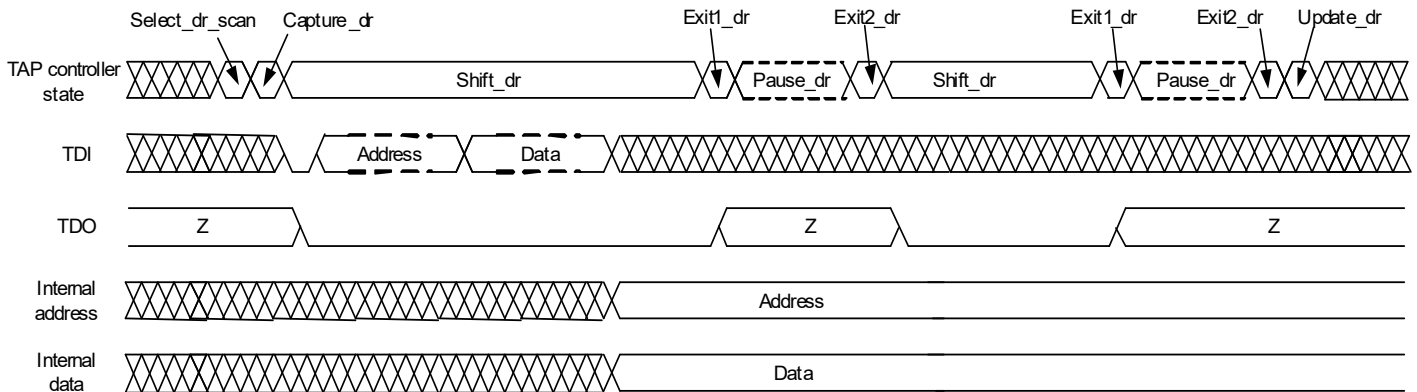 Select_dr_scan Capture_dr Exit1_dr Exit2_dr Exit1_dr Exit2_dr Update_dr
TAP controller
state
Shift_dr Pause_dr Shift_dr Pause_dr
TDI Address Data
TDO Z Z Z
Internal
address
Address
Internal
data
Data